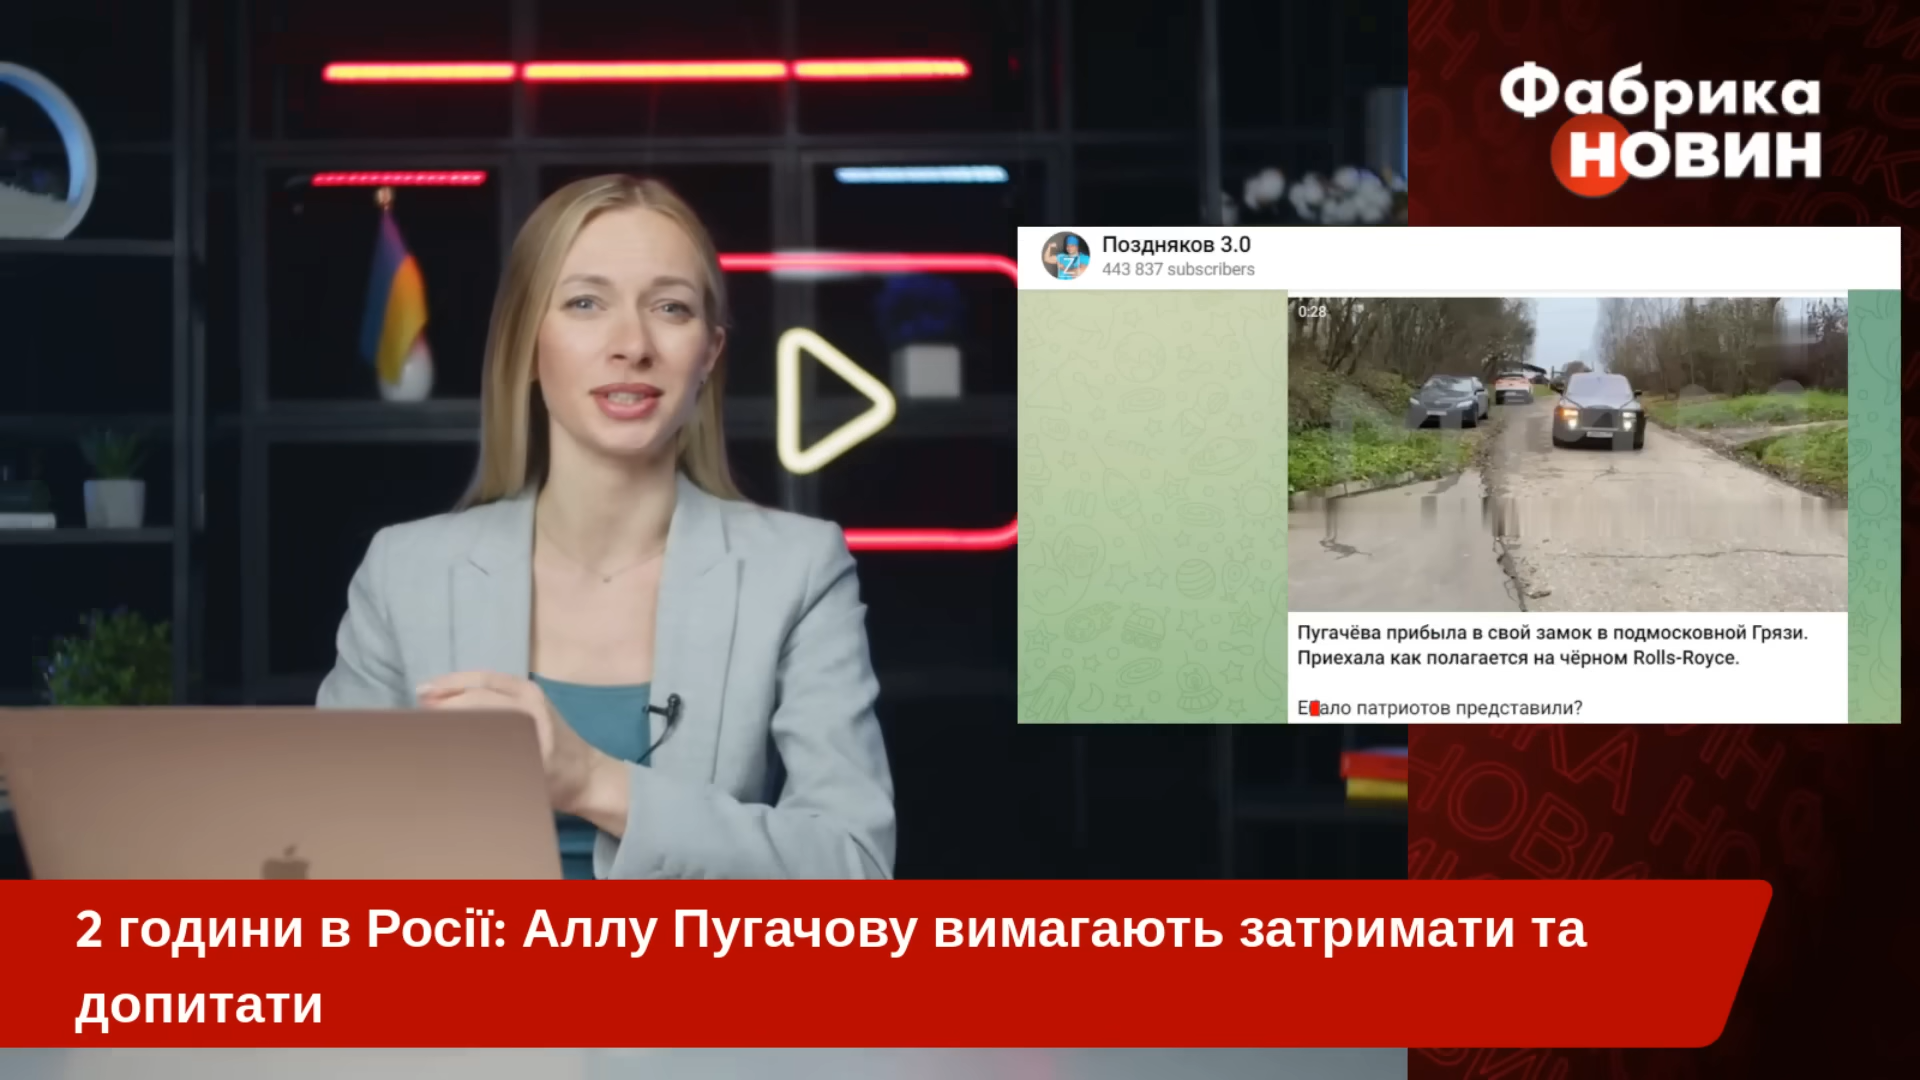 Фабрика
НОВИН
Поздняков 3.0
443 837 subscribers
0:28
Z
Пугачёва прибыла в свой замок в подмосковной Грязи.
Приехала как полагается на чёрном Rolls-Royce.
Е ало патриотов представили?
2 години в Росії: Аллу Пугачову вимагають затримати та
допитати